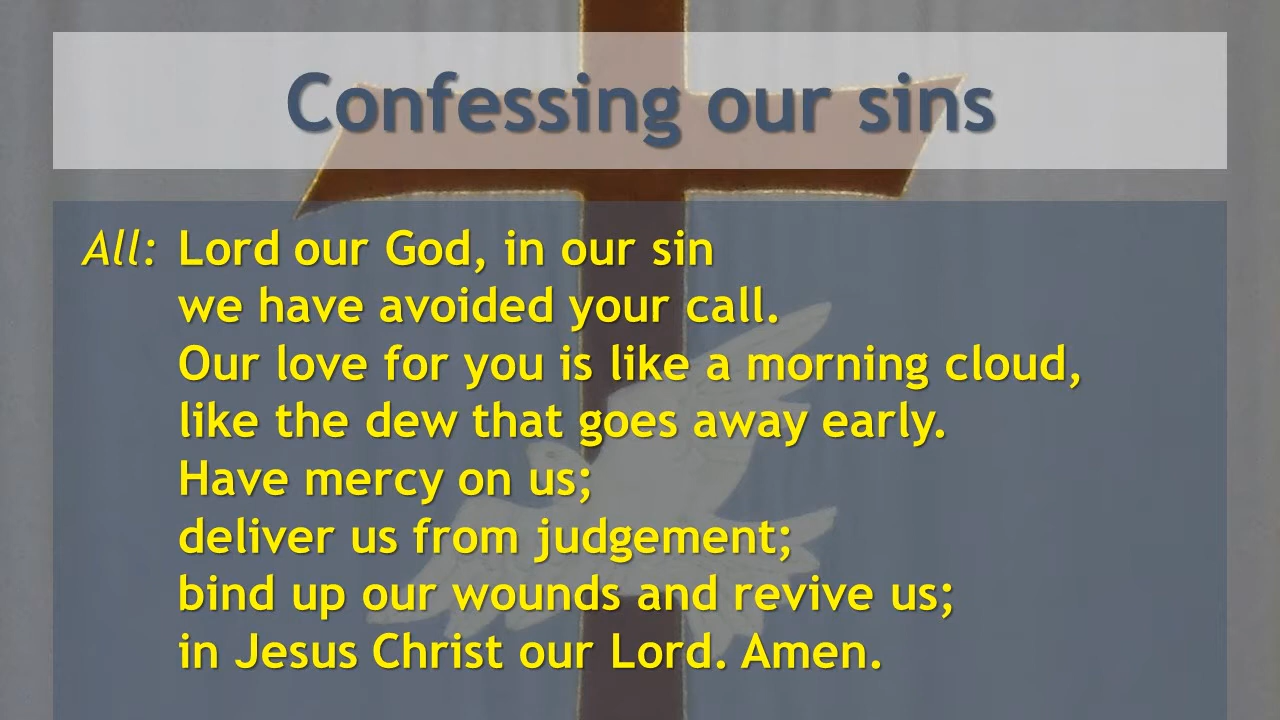 Confessing our sins
All: Lord our God, in our sin
we have avoided your call.
Our love for you is like a morning cloud,
like the dew that goes away early.
Have mercy on us;
deliver us from judgement;
bind up our wounds and revive us;
in Jesus Christ our Lord. Amen.